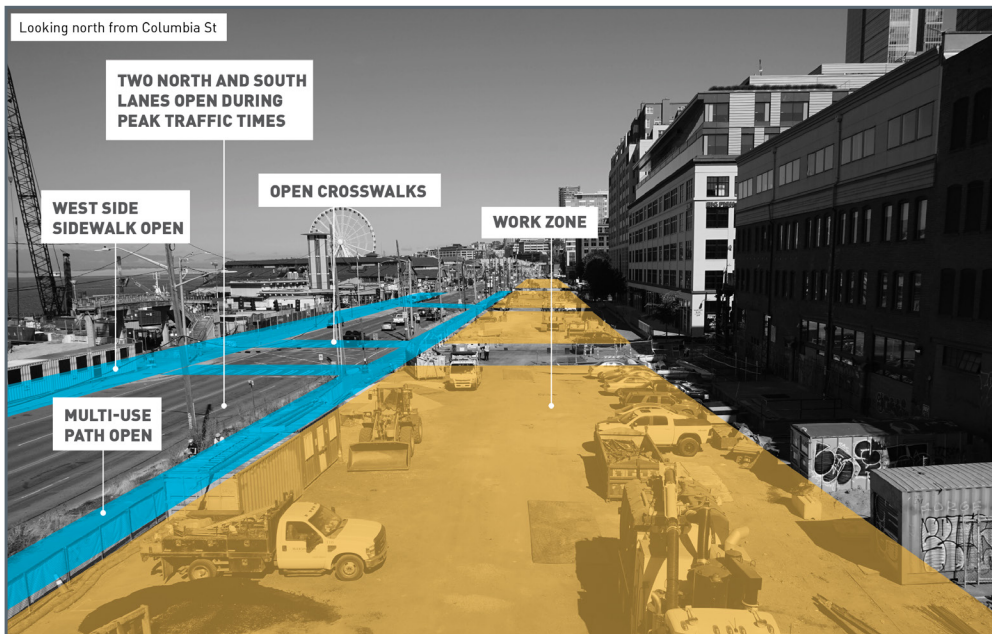 Looking north from Columbia St
TWO NORTH AND SOUTH
LANES OPEN DURING
PEAK TRAFFIC TIMES
OPEN CROSSWALKS
WEST SIDE
SIDEWALK OPEN
WORK ZONE
MULTI-USE
PATH OPEN